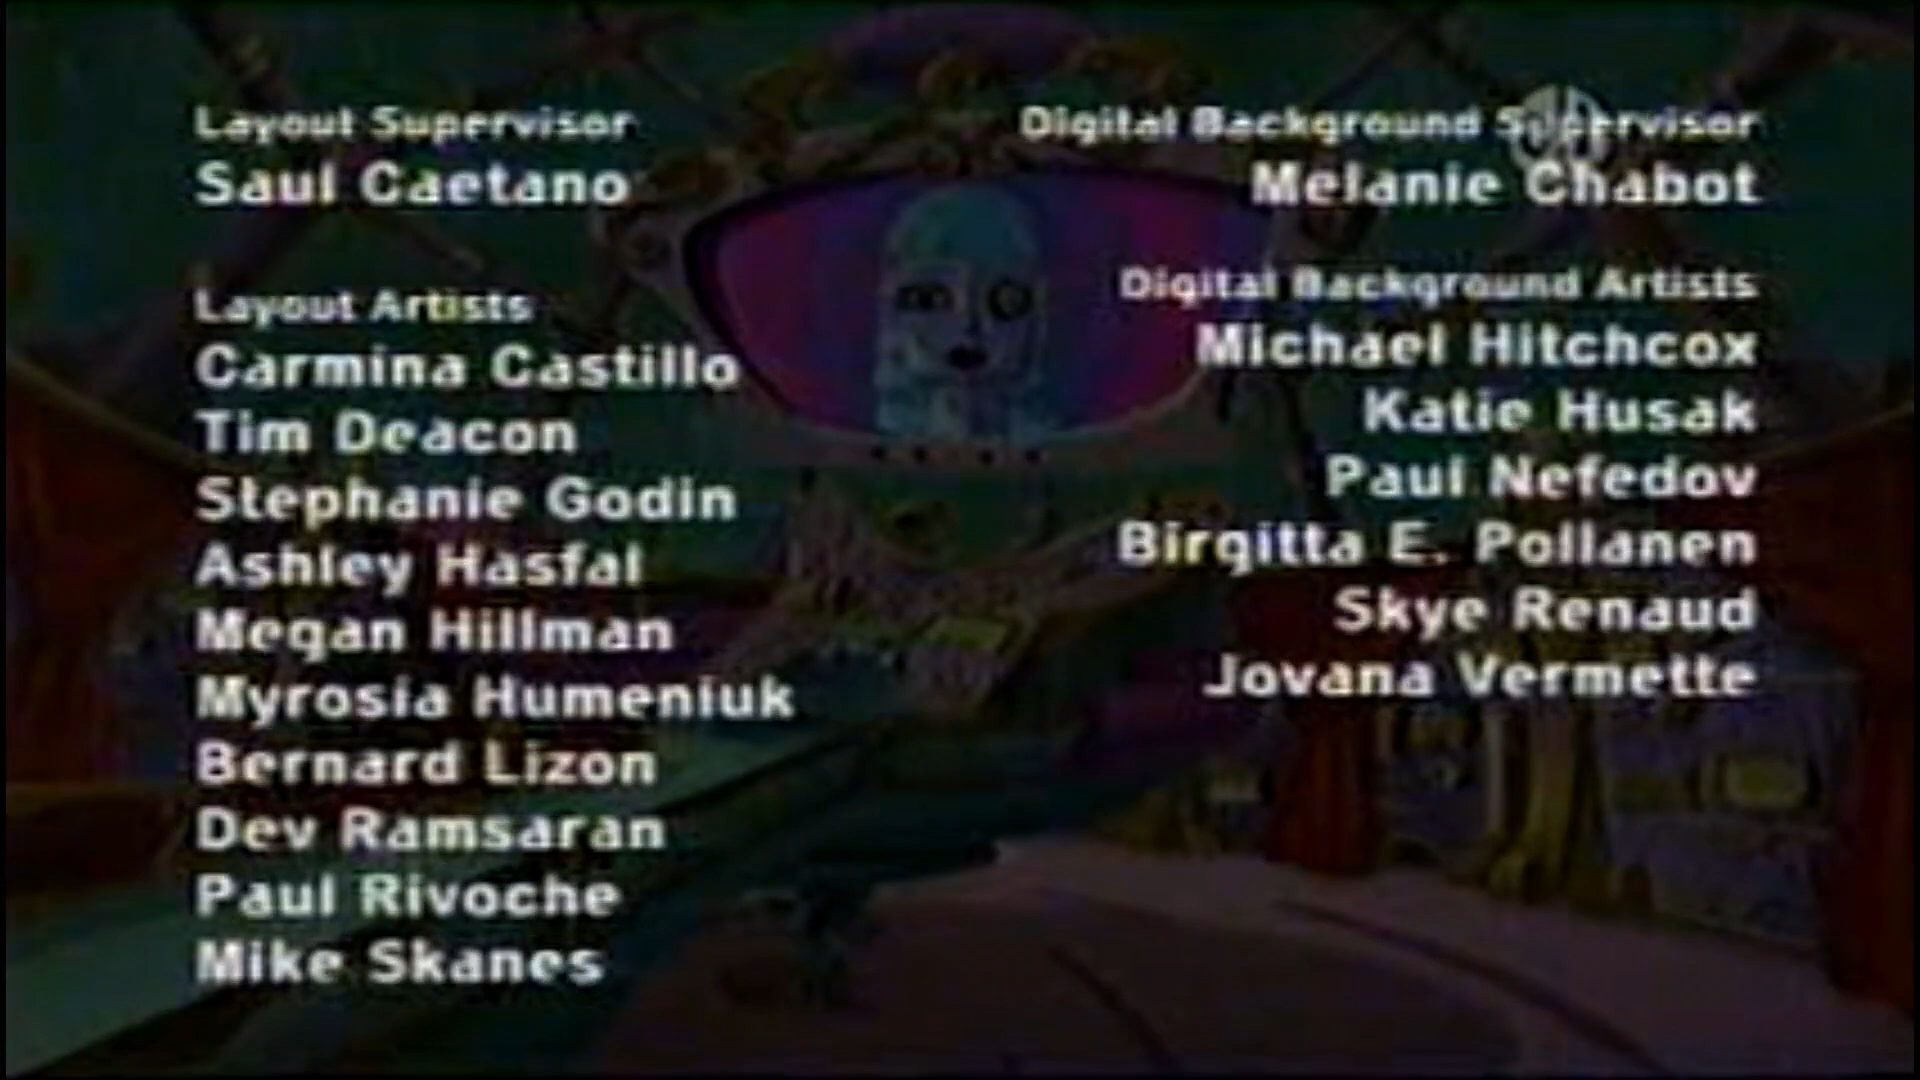 Layout Supervisor
Saul Caetano
Layout Artists
Carmina Castillo
Tim Deacon
Stephanie Godin
Ashley Hasfal
Megan Hillman
Myrosia Humeniuk
Bernard Lizon
Dev Ramsaran
Paul Rivoche
Mike Skanes
Digital Background Supervisor
Melanie Chabot
Digital Background Artists
Michael Hitchcox
Katie Husak
Paul Nefedov
Birgitta E. Pollanen
Skye Renaud
Jovana Vermette